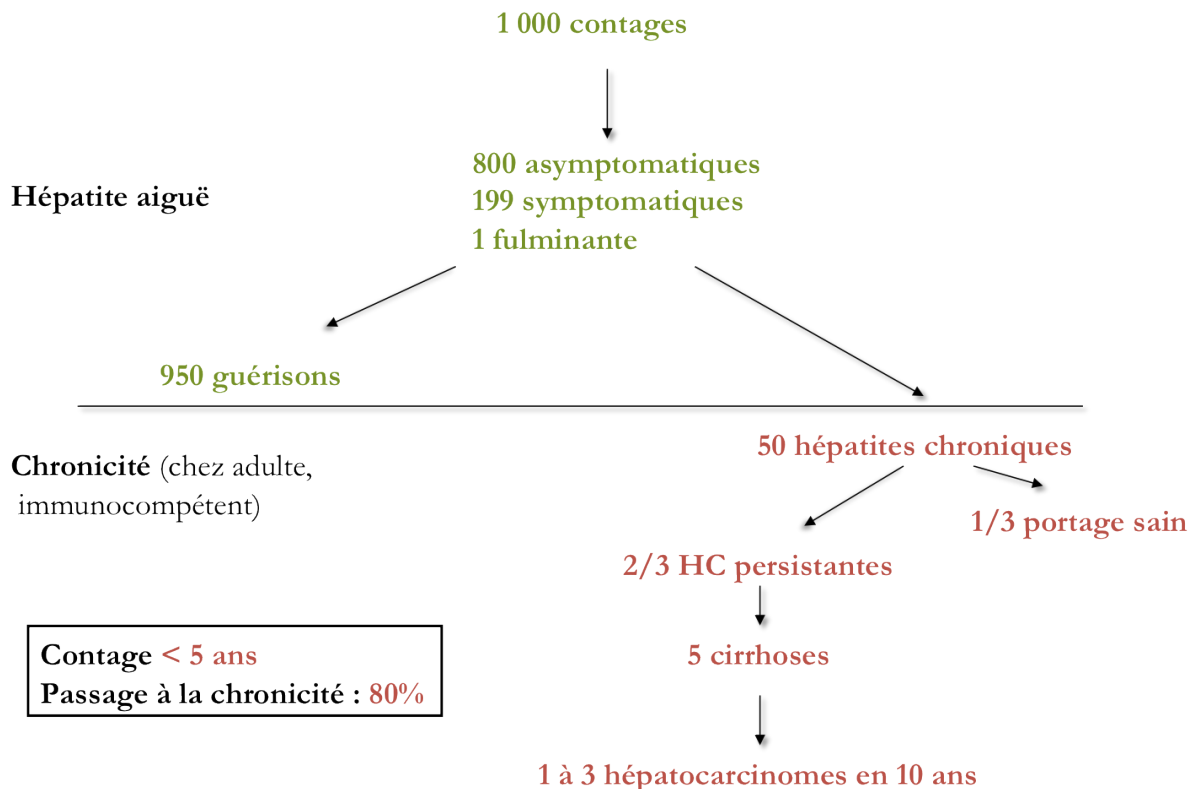 1 000 contages
800 asymptomatiques
Hépatite aiguë
199 symptomatiques
1 fulminante
950 guérisons
50 hépatites chroniques
Chronicité (chez adulte,
immunocompétent)
1/3 portage sain
2/3 HC persistantes
Contage < 5 ans
Passage à la chronicité : 80%
5 cirrhoses
1 à 3 hépatocarcinomes en 10 ans